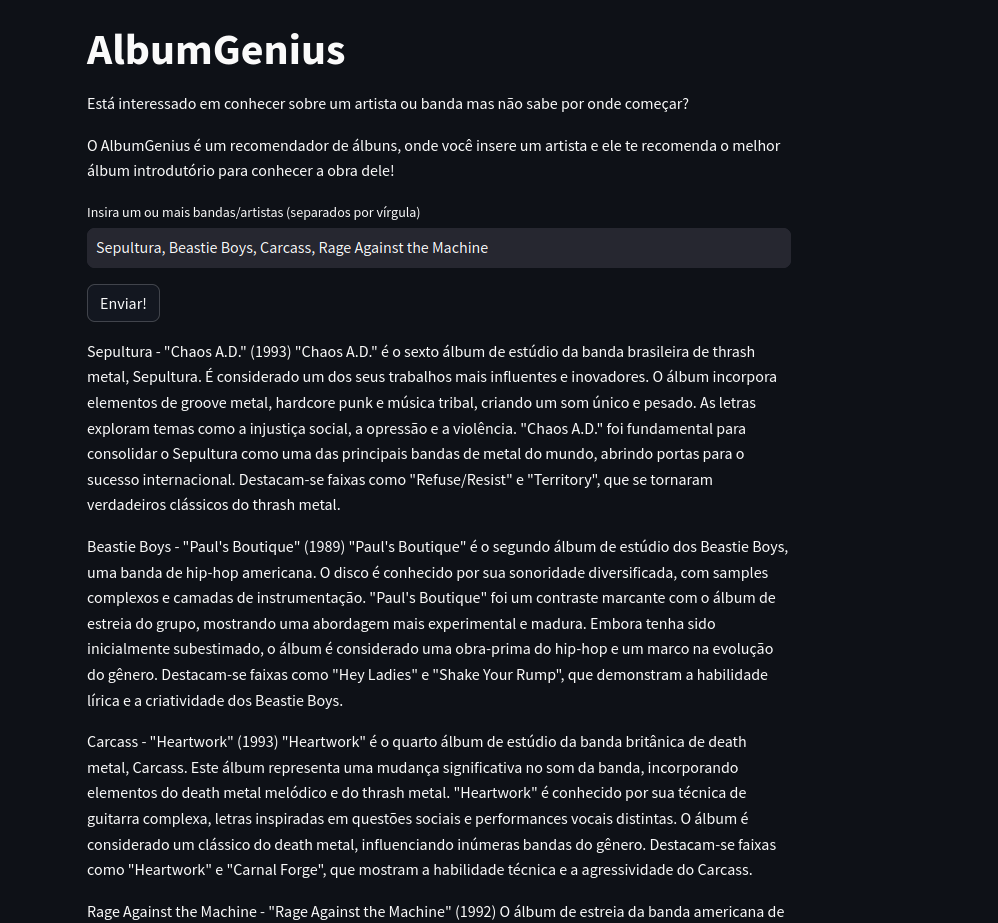 AlbumGenius
Está interessado em conhecer sobre um artista ou banda mas não sabe por onde começar?
O AlbumGenius é um recomendador de álbuns, onde você insere um artista e ele te recomenda o melhor
álbum introdutório para conhecer a obra dele!
Insira um ou mais bandas/artistas (separados por vírgula)
Sepultura, Beastie Boys, Carcass, Rage Against the Machine
Enviar!
Sepultura - "Chaos A.D." (1993) "Chaos A.D." é o sexto álbum de estúdio da banda brasileira de thrash
metal, Sepultura. É considerado um dos seus trabalhos mais influentes e inovadores. O álbum incorpora
elementos de groove metal, hardcore punk e música tribal, criando um som único e pesado. As letras
exploram temas como a injustiça social, a opressão e a violência. "Chaos A.D." foi fundamental para
consolidar o Sepultura como uma das principais bandas de metal do mundo, abrindo portas para o
sucesso internacional. Destacam-se faixas como "Refuse/Resist" e "Territory", que se tornaram
verdadeiros clássicos do thrash metal.
Beastie Boys - "Paul's Boutique" (1989) "Paul's Boutique" é o segundo álbum de estúdio dos Beastie Boys,
uma banda de hip-hop americana. O disco é conhecido por sua sonoridade diversificada, com samples
complexos e camadas de instrumentação. "Paul's Boutique" foi um contraste marcante com o álbum de
estreia do grupo, mostrando uma abordagem mais experimental e madura. Embora tenha sido
inicialmente subestimado, o álbum é considerado uma obra-prima do hip-hop e um marco na evolução
do gênero. Destacam-se faixas como "Hey Ladies" e "Shake Your Rump", que demonstram a habilidade
lírica e a criatividade dos Beastie Boys.
Carcass - "Heartwork" (1993) "Heartwork" é o quarto álbum de estúdio da banda britânica de death
metal, Carcass. Este álbum representa uma mudança significativa no som da banda, incorporando
elementos do death metal melódico e do thrash metal. "Heartwork" é conhecido por sua técnica de
guitarra complexa, letras inspiradas em questões sociais e performances vocais distintas. O álbum é
considerado um clássico do death metal, influenciando inúmeras bandas do gênero. Destacam-se faixas
como "Heartwork" e "Carnal Forge", que mostram a habilidade técnica e a agressividade do Carcass.
Rage Against the Machine - "Rage Against the Machine" (1992) O álbum de estreia da banda americana de